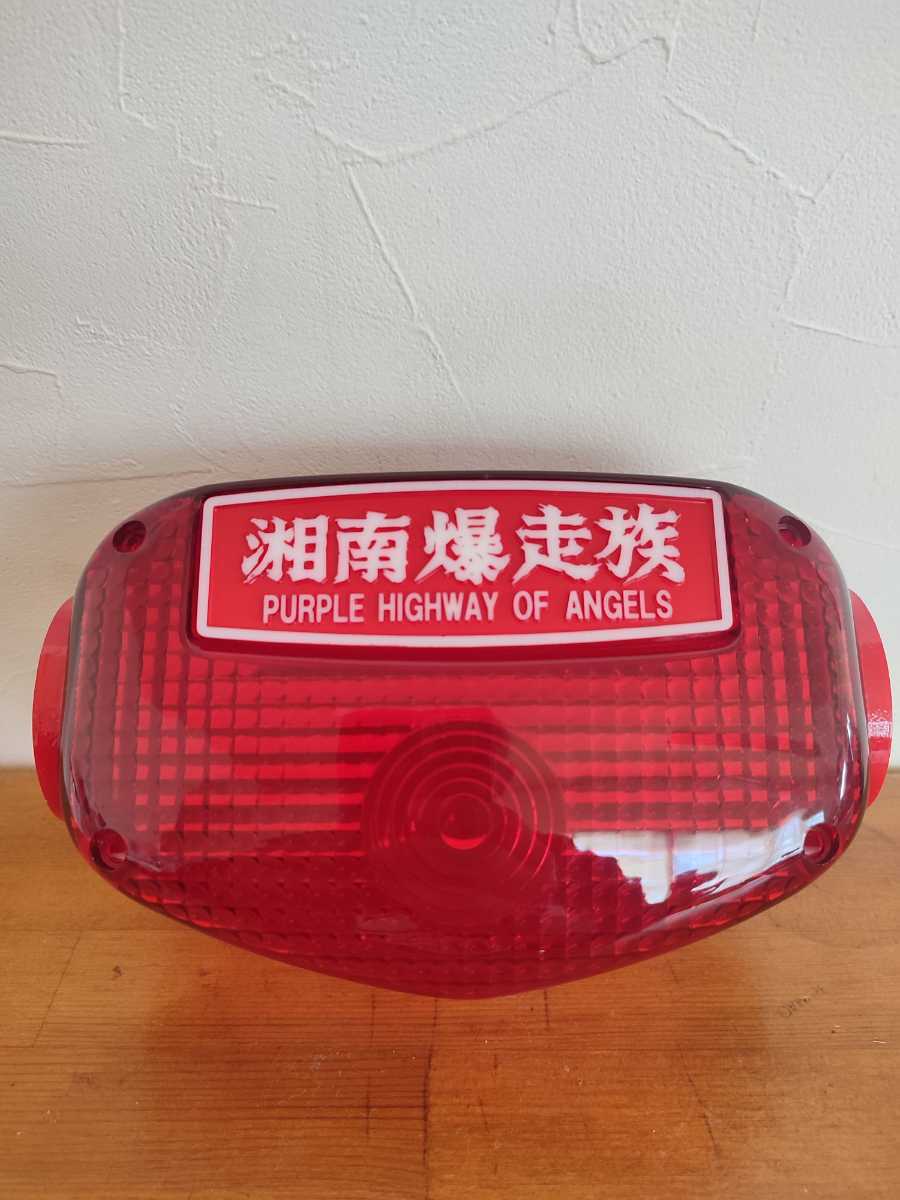 湘南爆走族
PURPLE HIGHWAY OF ANGELS